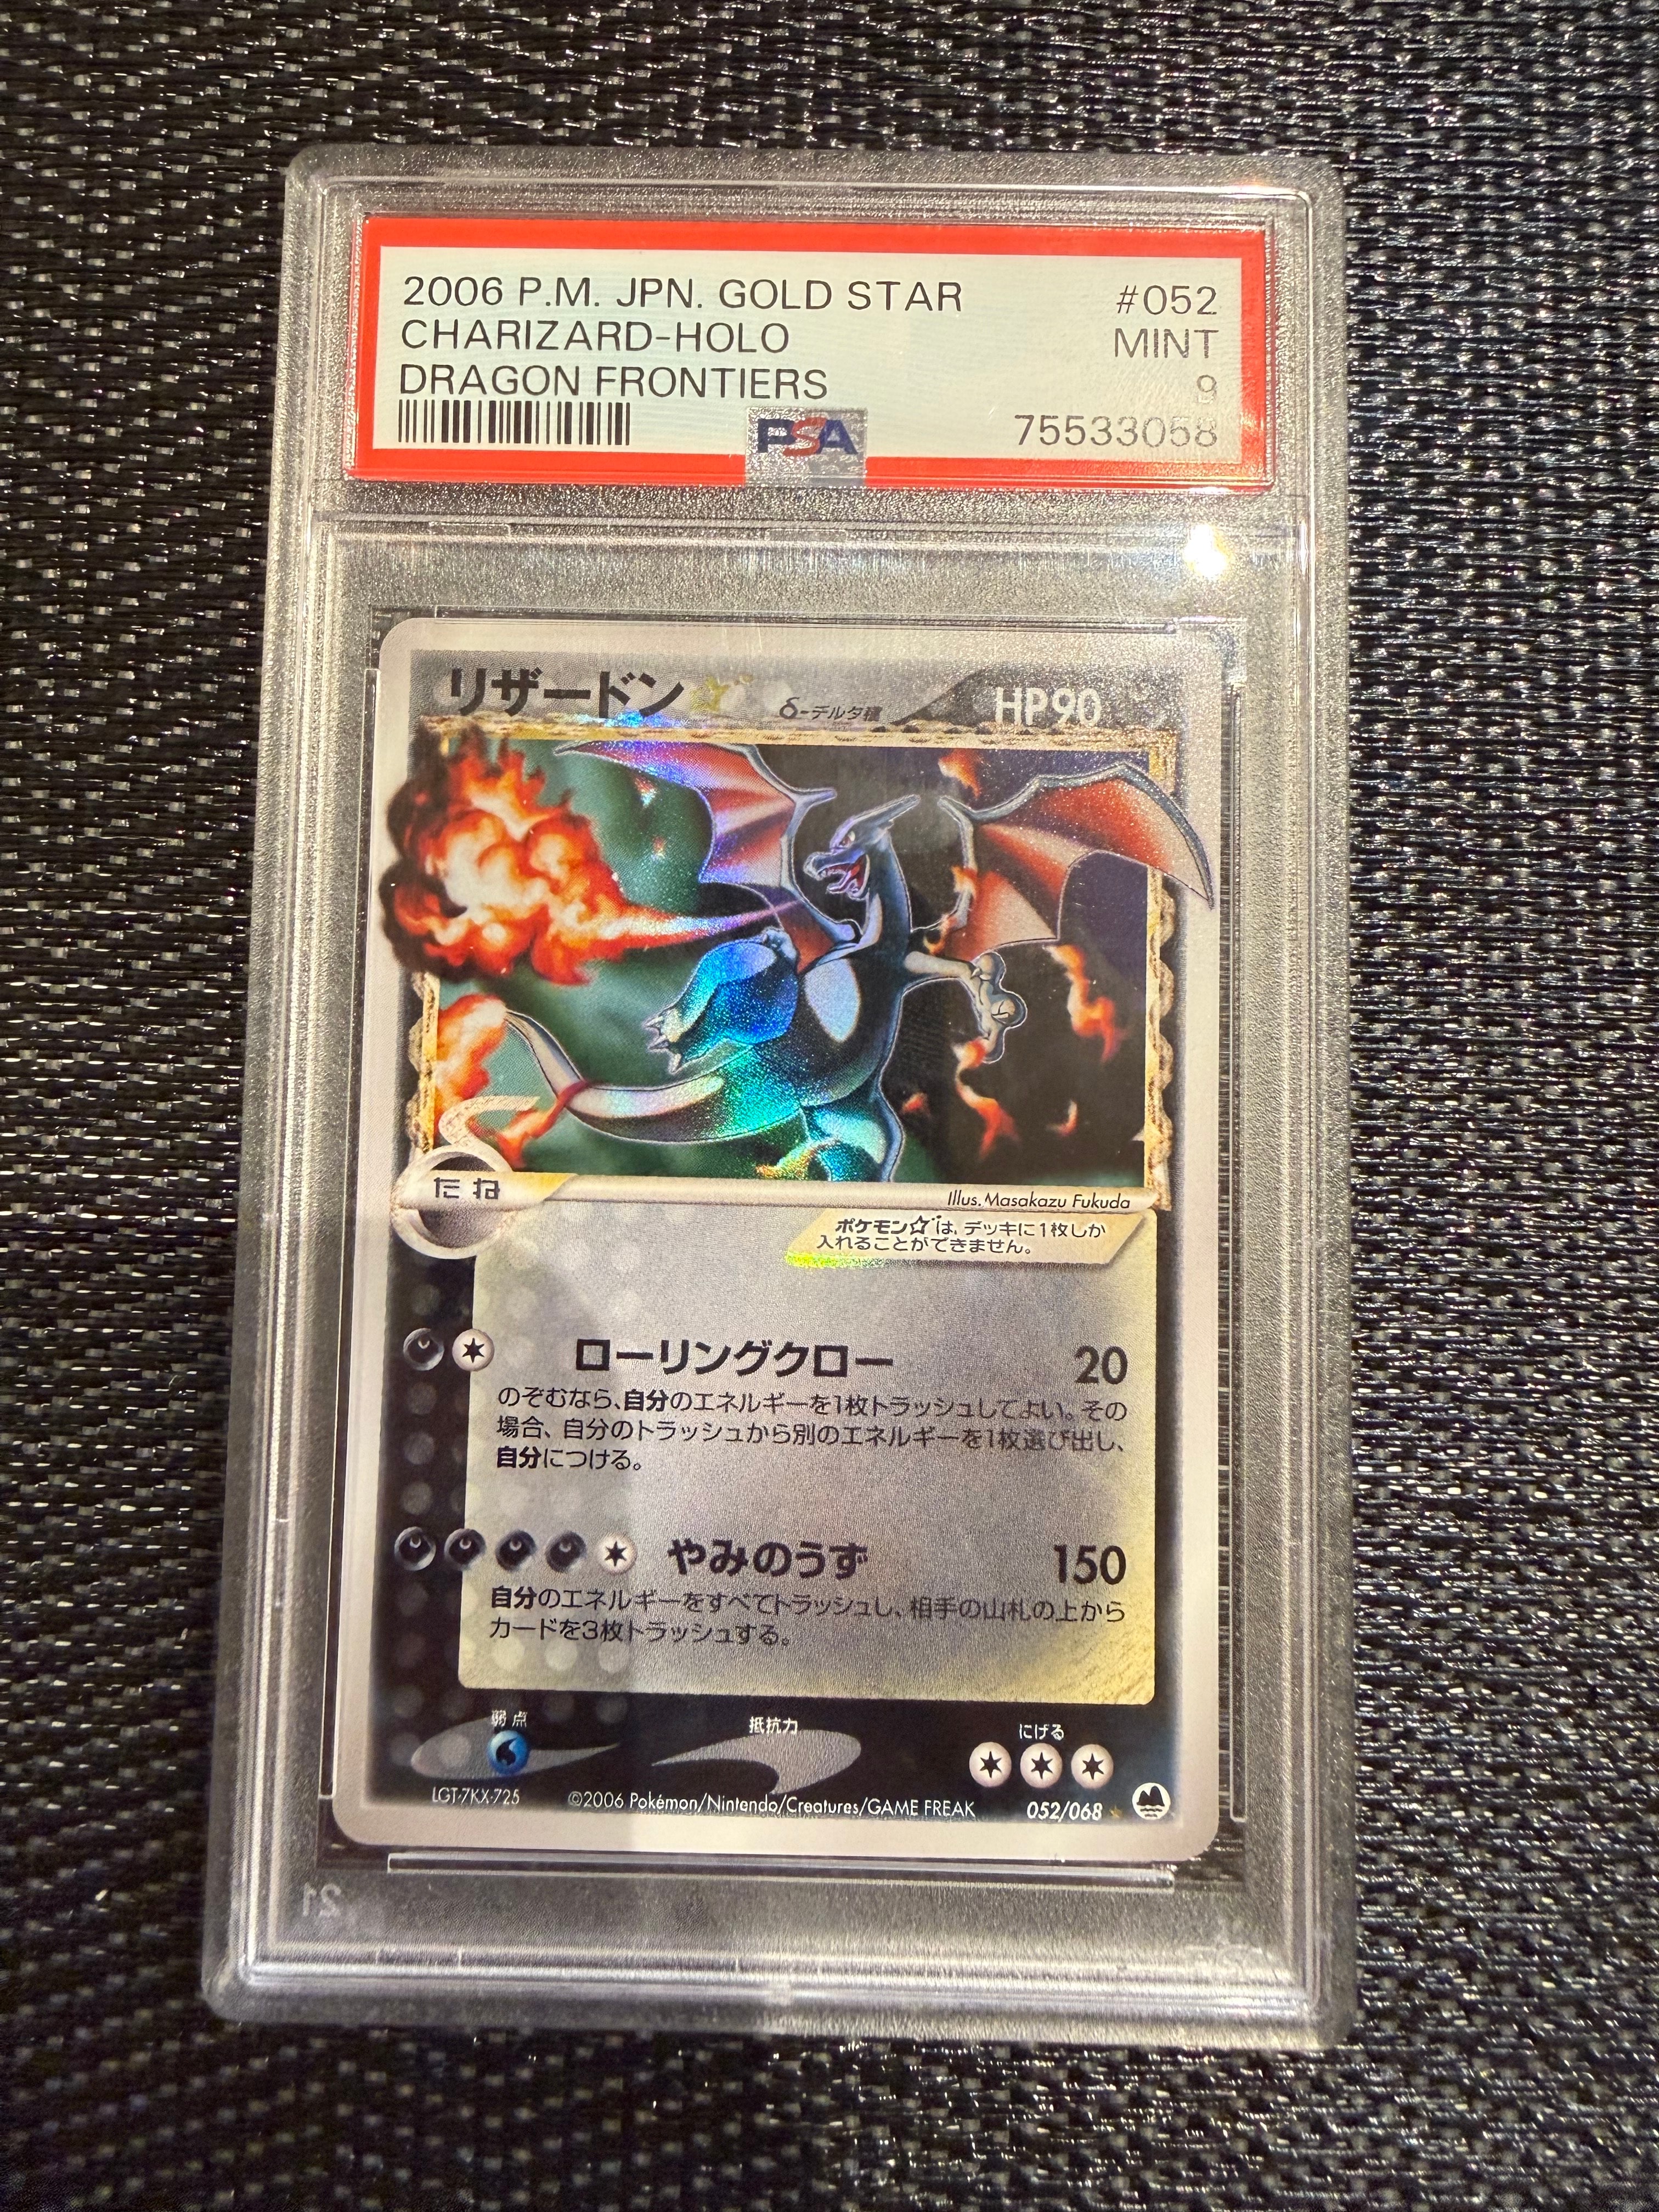 2006 P.M. JPN. GOLD STAR #052
CHARIZARD-HOLO MINT
DRAGON FRONTIERS 9
PSA 75533058
リザードン☆ δ-デルタ種 HP90
たね
Illus. Masakazu Fukuda
ポケモン☆は、デッキに1枚しか
入れることができません。
ローリングクロー 20
のぞむなら、自分のエネルギーを1枚トラッシュしてよい。その
場合、自分のトラッシュから別のエネルギーを1枚選び出し、
自分につける。
やみのうず 150
自分のエネルギーをすべてトラッシュし、相手の山札の上から
カードを3枚トラッシュする。
弱点 抵抗力 にげる
LGT-7KX-725 ©2006 Pokémon/Nintendo/Creatures/GAME FREAK 052/068 ★
21